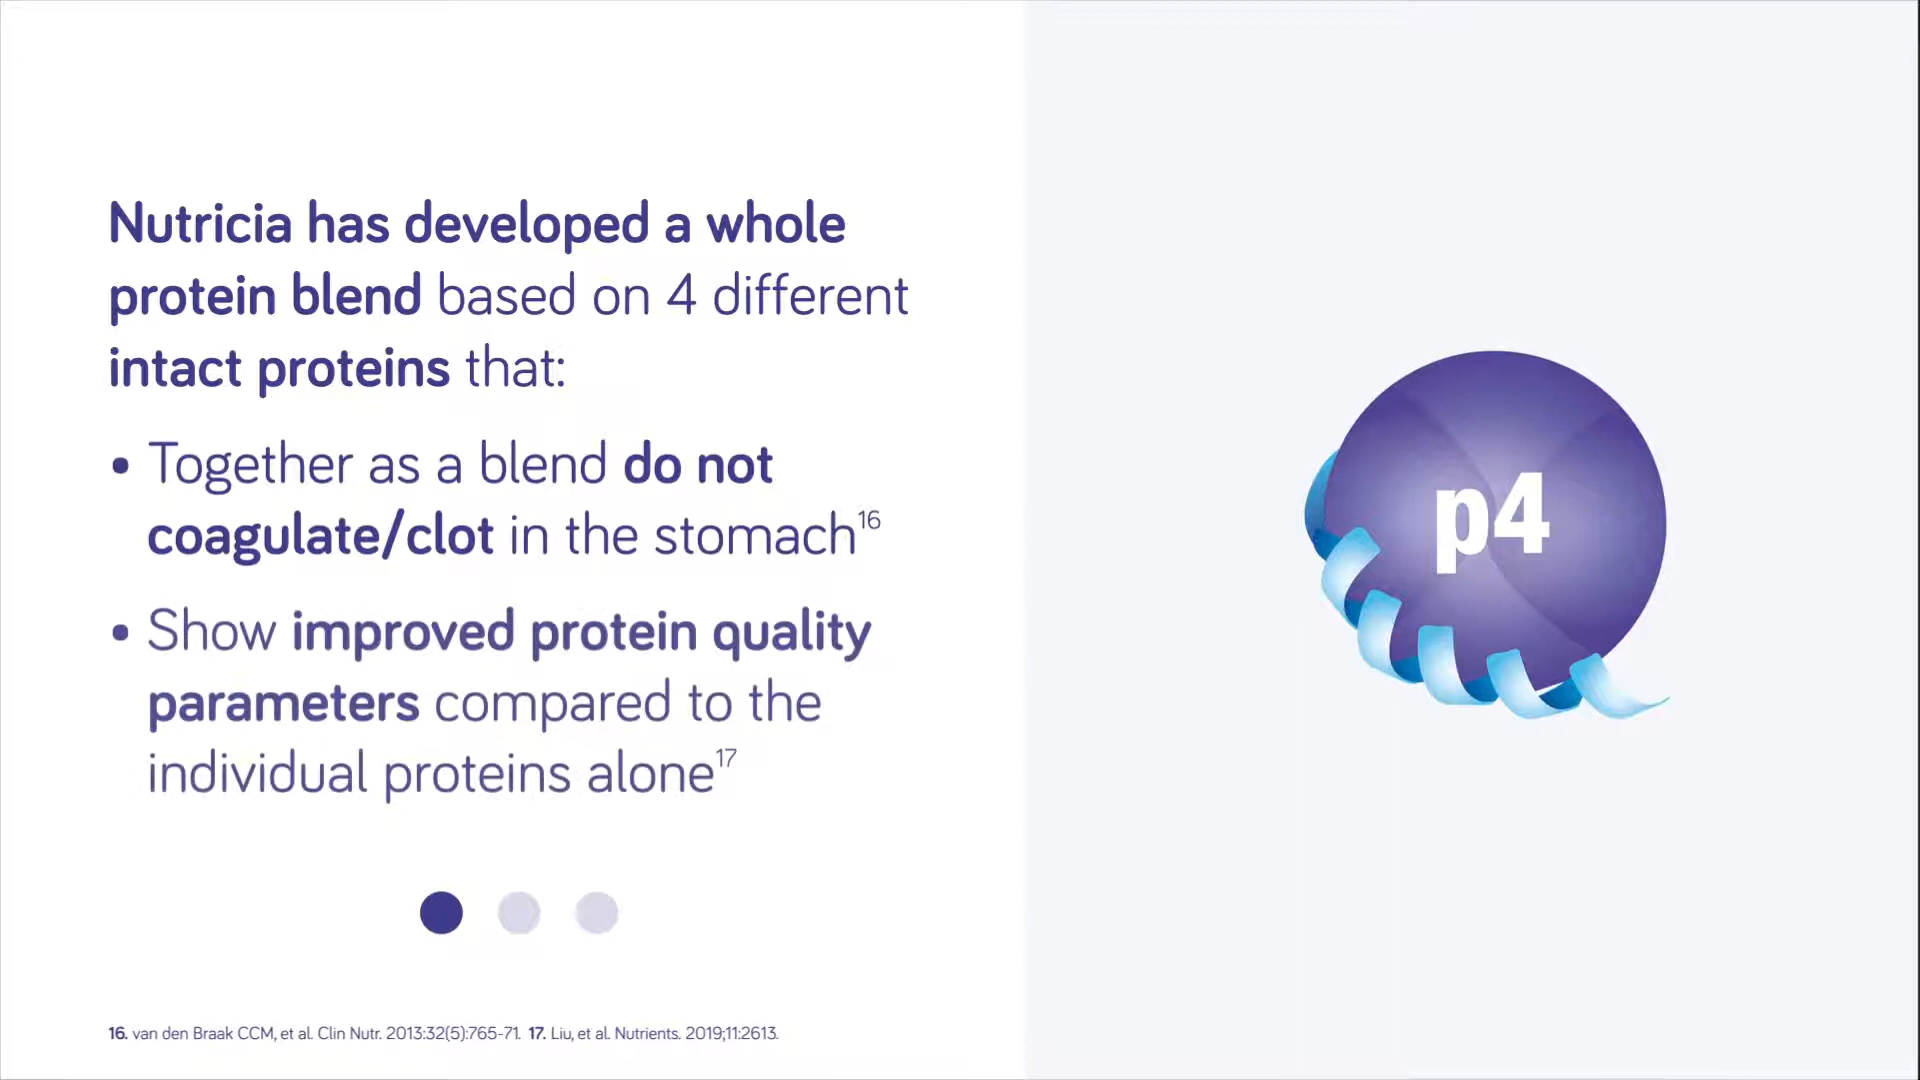 Nutricia has developed a whole
protein blend based on 4 different
intact proteins that:
• Together as a blend do not
coagulate/clot in the stomach16
• Show improved protein quality
parameters compared to the
individual proteins alone17
p4
16. van den Braak CCM, et al. Clin Nutr. 2013:32(5):765-71. 17. Liu, et al. Nutrients. 2019;11:2613.